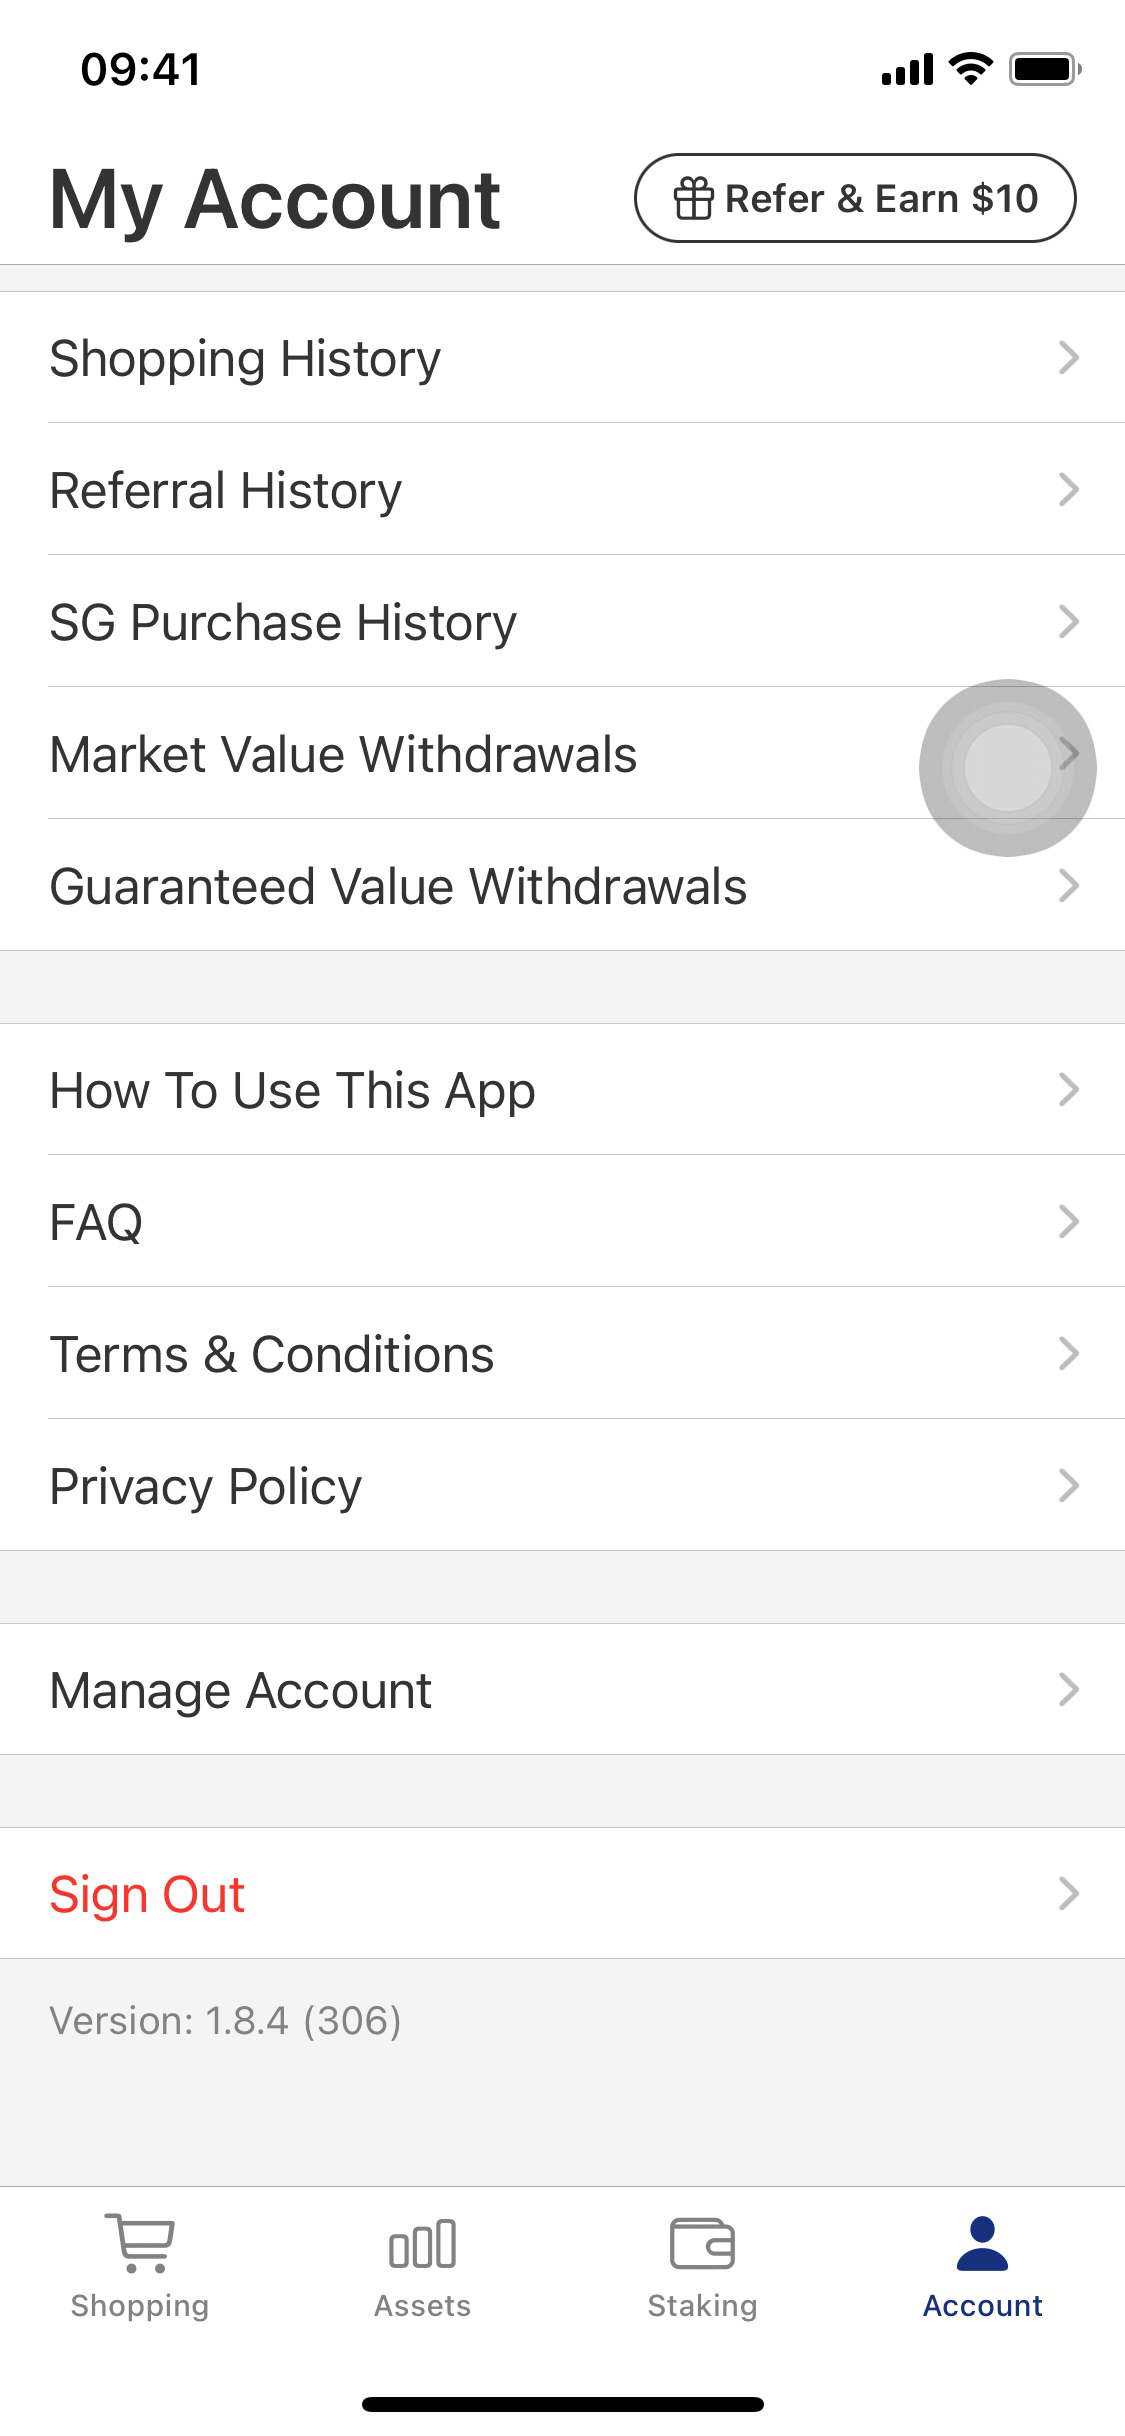 09:41
My Account
Refer & Earn $10
Shopping History
Referral History
SG Purchase History
Market Value Withdrawals
Guaranteed Value Withdrawals
How To Use This App
FAQ
Terms & Conditions
Privacy Policy
Manage Account
Sign Out
Version: 1.8.4 (306)
Shopping
Assets
Staking
Account